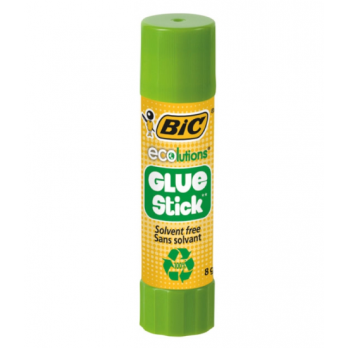 BIC
ecolutions
GLUE
Stick
Solvent free
Sans solvant
8 g